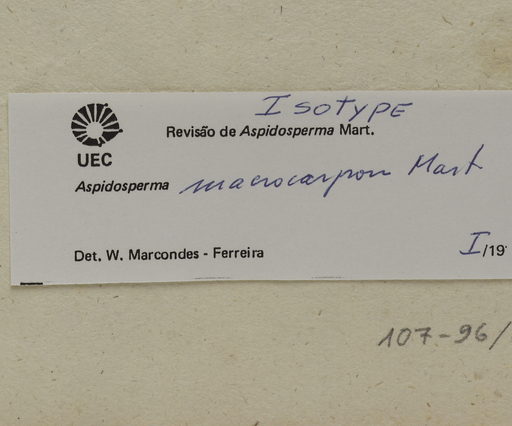 Isotype
Revisão de Aspidosperma Mart.
UEC
Aspidosperma macrocarpon Mart
Det. W. Marcondes - Ferreira
I/19
107-96/